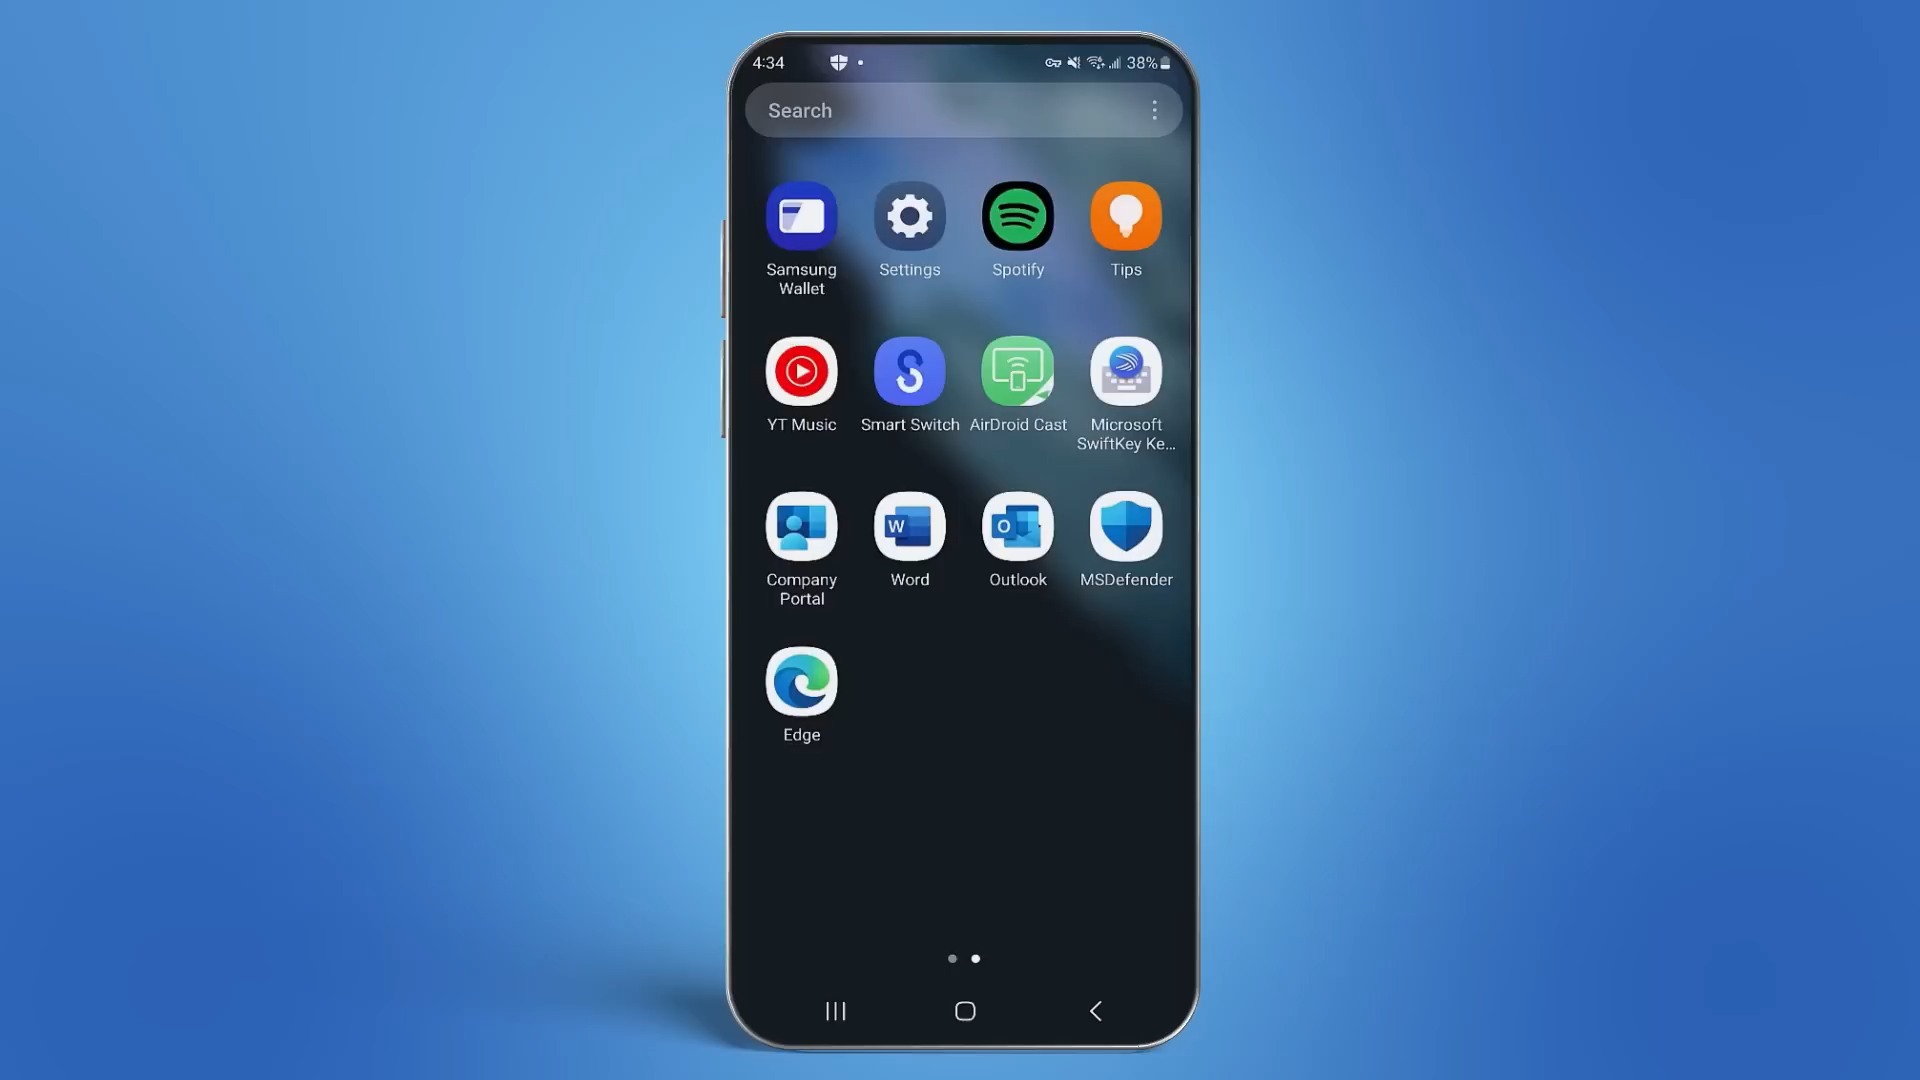 4:34
38%
Search
Samsung
Wallet
Settings
Spotify
Tips
YT Music
Smart Switch
AirDroid Cast
Microsoft
SwiftKey Ke...
W
O
Company
Portal
Word
Outlook
MSDefender
Edge